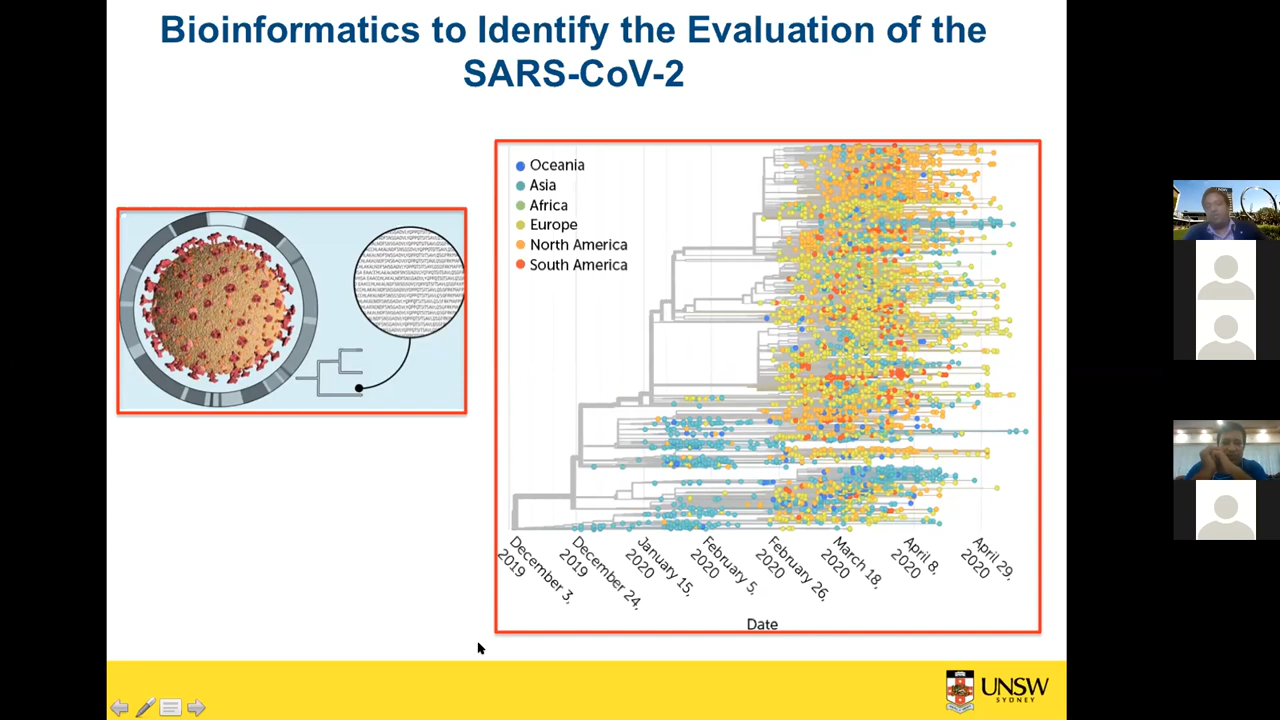 Bioinformatics to Identify the Evaluation of the
SARS-CoV-2
Oceania
Asia
Africa
Europe
North America
South America
December 3,
2019
December 24,
2019
January 15,
2020
February 5,
2020
February 26,
2020
March 18,
2020
April 8,
2020
April 29,
2020
Date
UNSW
SYDNEY